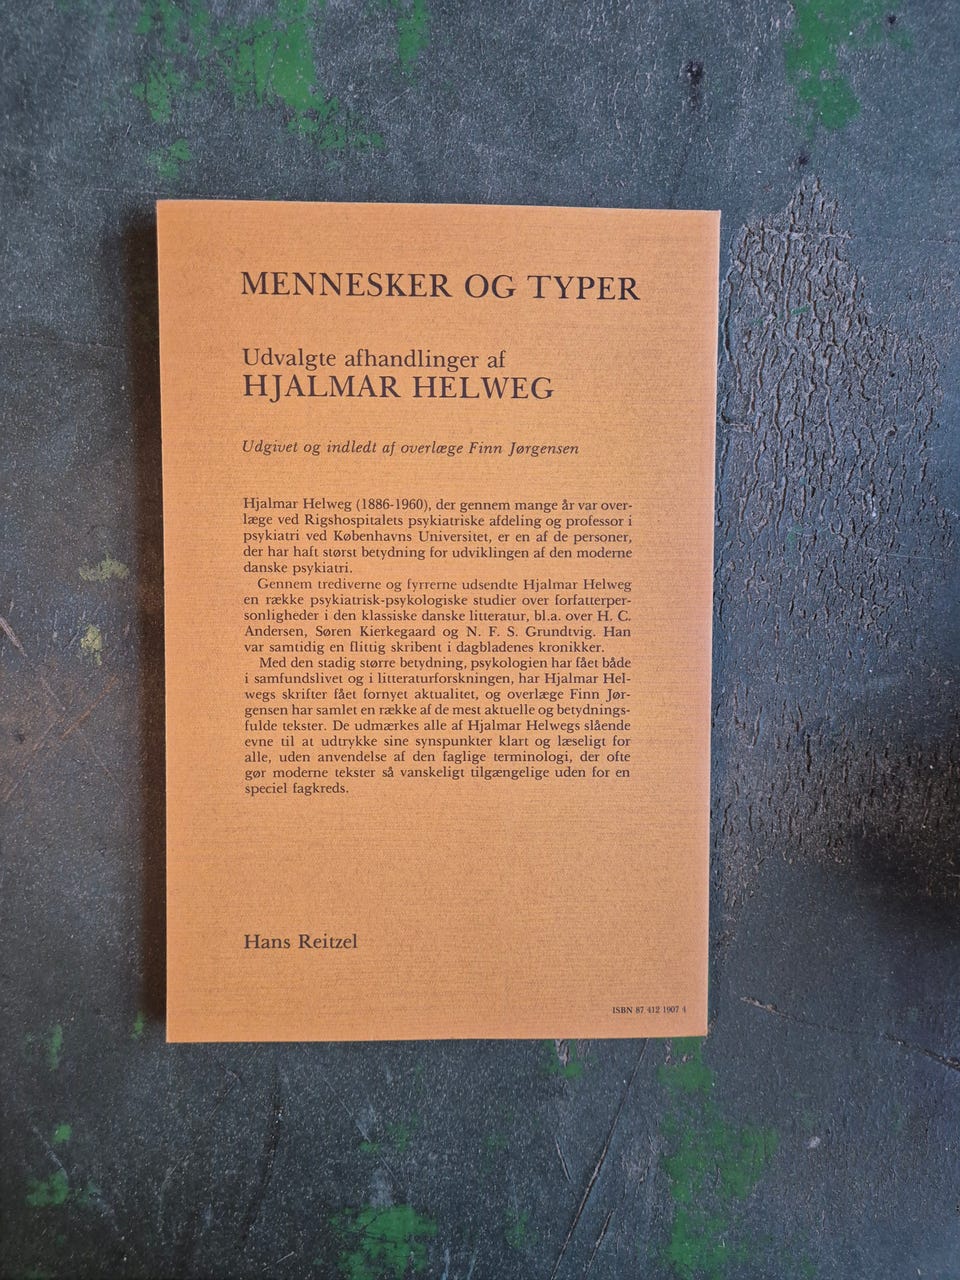 MENNESKER OG TYPER
Udvalgte afhandlinger af
HJALMAR HELWEG
Udgivet og indledt af overlæge Finn Jørgensen
Hjalmar Helweg (1886-1960), der gennem mange år var over-
læge ved Rigshospitalets psykiatriske afdeling og professor i
psykiatri ved Københavns Universitet, er en af de personer,
der har haft størst betydning for udviklingen af den moderne
danske psykiatri.
Gennem trediverne og fyrrerne udsendte Hjalmar Helweg
en række psykiatrisk-psykologiske studier over forfatterper-
sonligheder i den klassiske danske litteratur, bl.a. over H. C.
Andersen, Søren Kierkegaard og N. F. S. Grundtvig. Han
var samtidig en flittig skribent i dagbladenes kronikker.
Med den stadig større betydning, psykologien har fået både
i samfundslivet og i litteraturforskningen, har Hjalmar Hel-
wegs skrifter fået fornyet aktualitet, og overlæge Finn Jør-
gensen har samlet en række af de mest aktuelle og betydnings-
fulde tekster. De udmærkes alle af Hjalmar Helwegs slående
evne til at udtrykke sine synspunkter klart og læseligt for
alle, uden anvendelse af den faglige terminologi, der ofte
gør moderne tekster så vanskeligt tilgængelige uden for en
speciel fagkreds.
Hans Reitzel
ISBN 87 412 1907 4